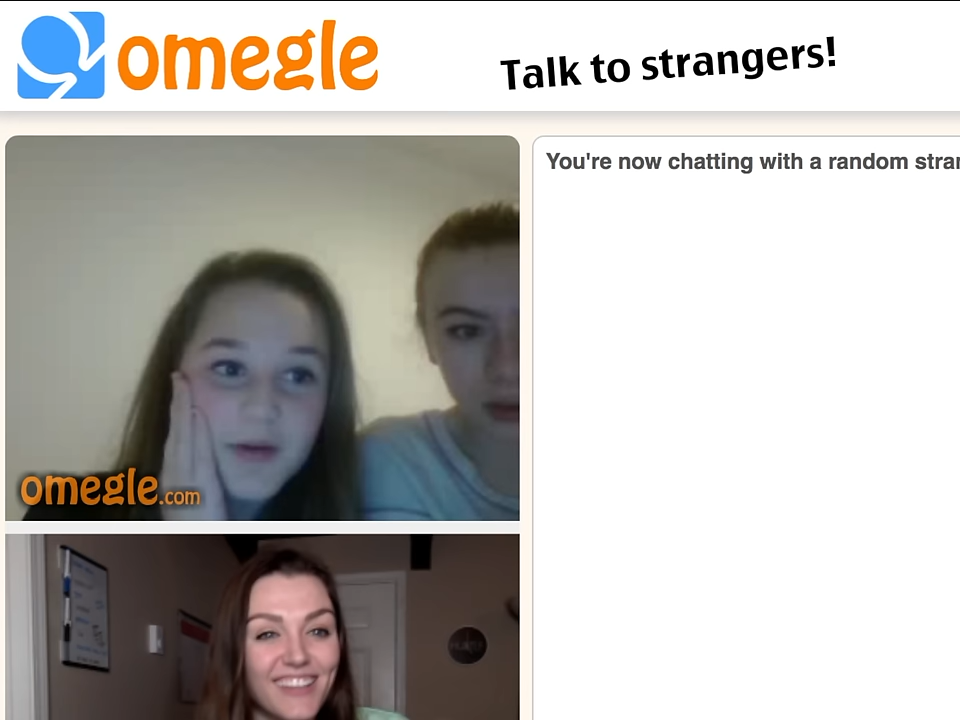 omegle
Talk to strangers!
You're now chatting with a random stran
omegle.com